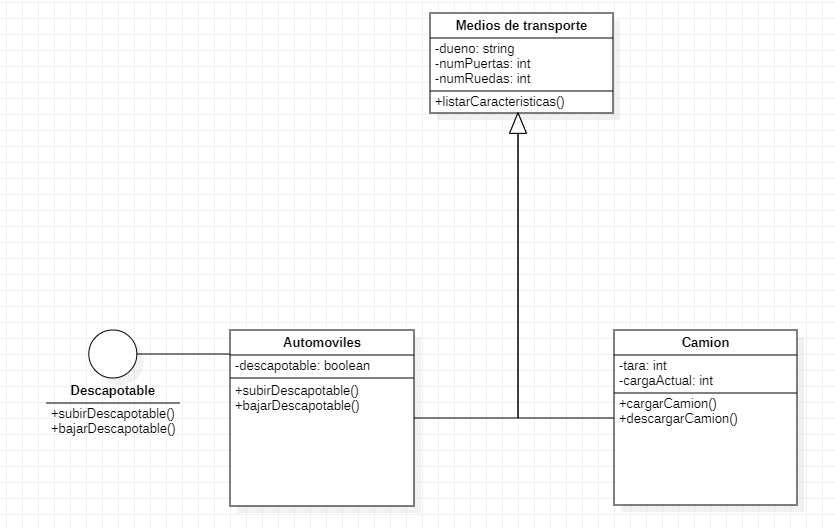 Medios de transporte
-dueno: string
-numPuertas: int
-numRuedas: int
+listarCaracteristicas()
Descapotable
+subirDescapotable()
+bajarDescapotable()
Automoviles
-descapotable: boolean
+subirDescapotable()
+bajarDescapotable()
Camion
-tara: int
-cargaActual: int
+cargarCamion()
+descargarCamion()